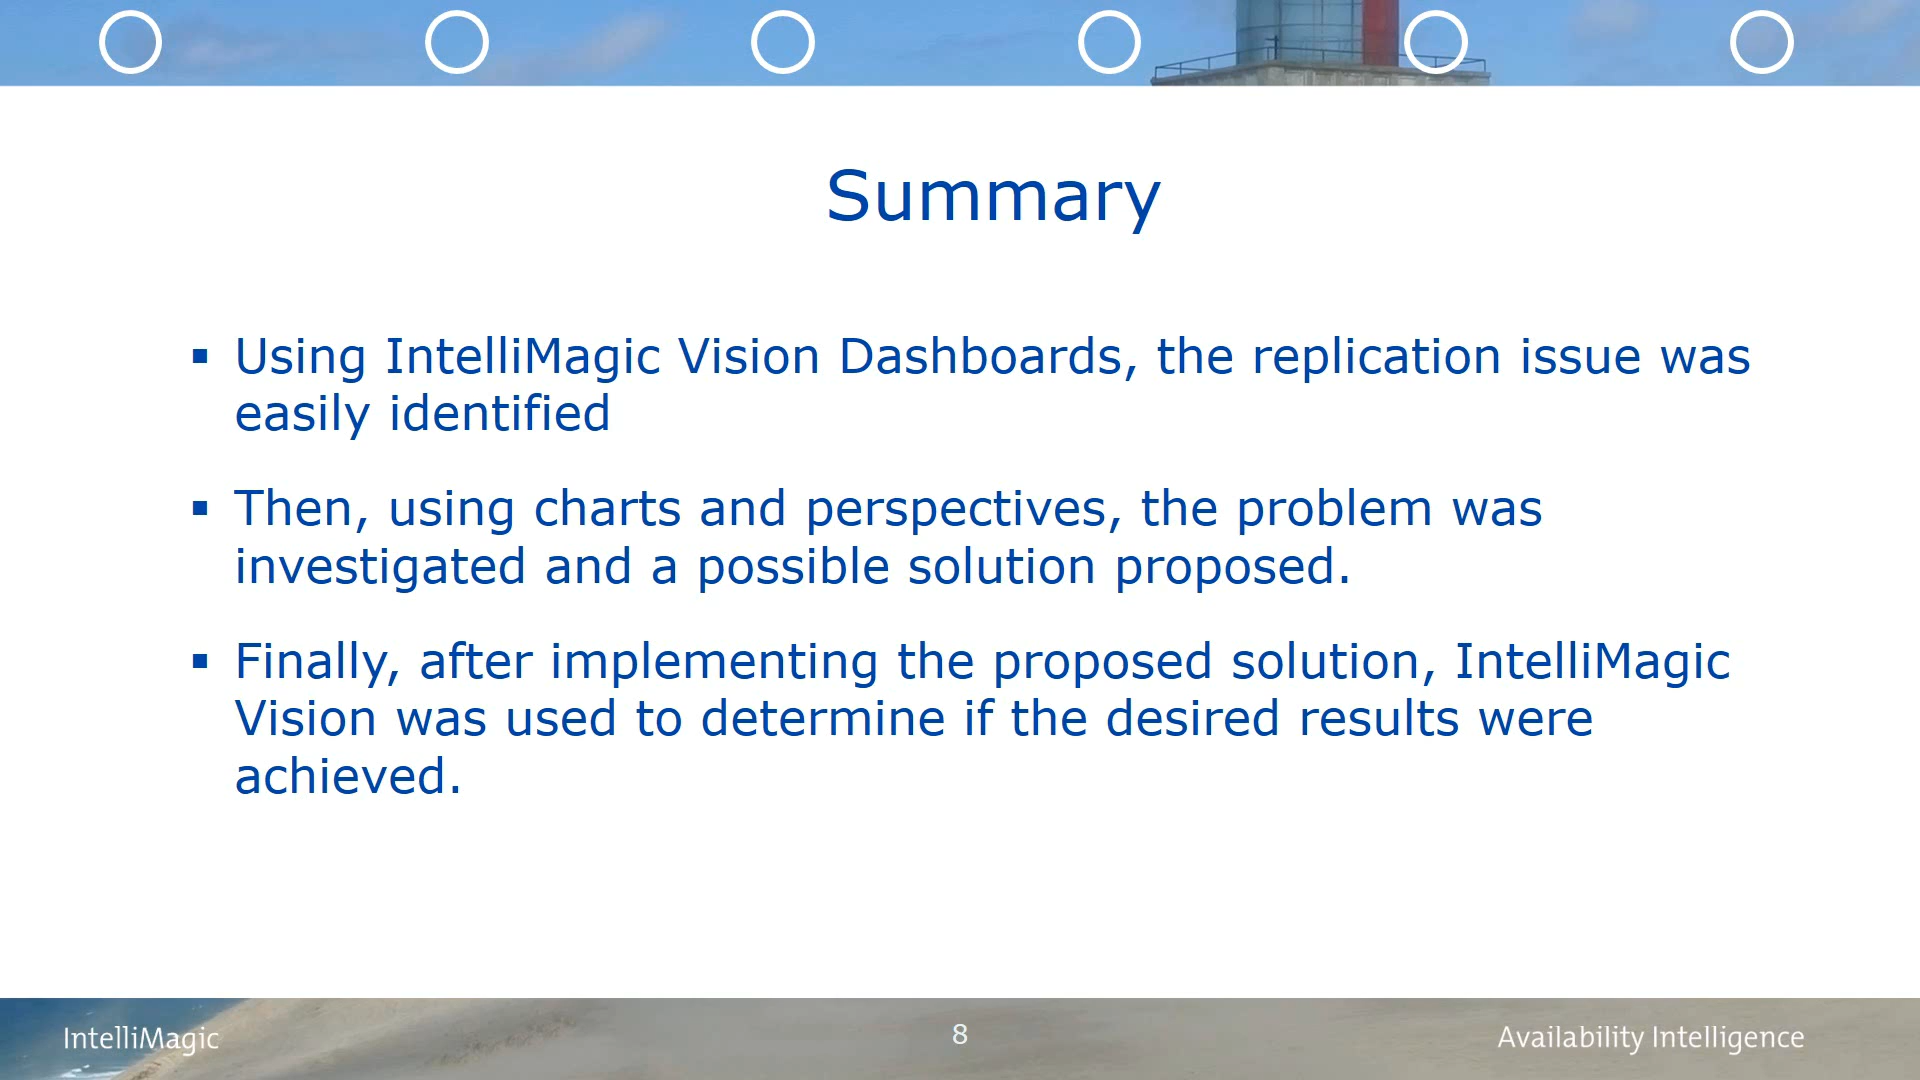 Summary
▪ Using IntelliMagic Vision Dashboards, the replication issue was
easily identified
▪ Then, using charts and perspectives, the problem was
investigated and a possible solution proposed.
▪ Finally, after implementing the proposed solution, IntelliMagic
Vision was used to determine if the desired results were
achieved.
IntelliMagic
8
Availability Intelligence